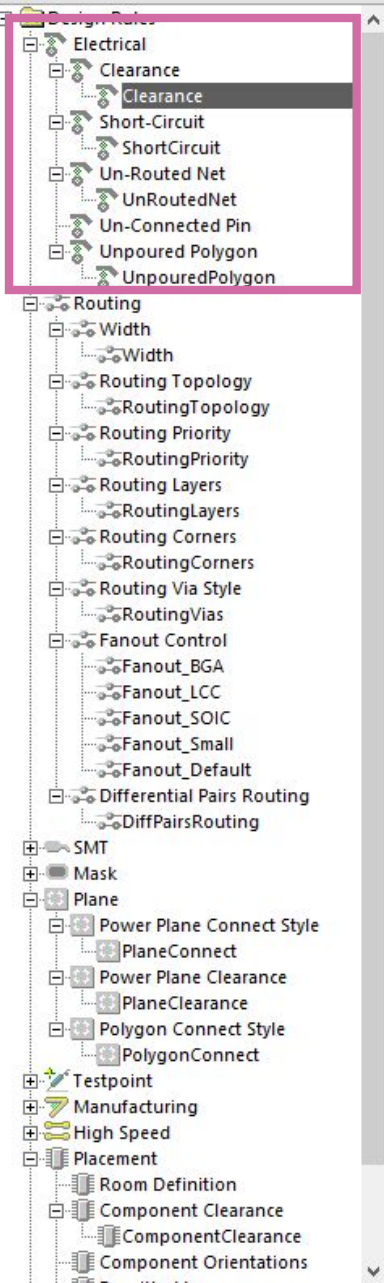 Design Rules
Electrical
Clearance
Clearance
Short-Circuit
ShortCircuit
Un-Routed Net
UnRoutedNet
Un-Connected Pin
Unpoured Polygon
UnpouredPolygon
Routing
Width
Width
Routing Topology
RoutingTopology
Routing Priority
RoutingPriority
Routing Layers
RoutingLayers
Routing Corners
RoutingCorners
Routing Via Style
RoutingVias
Fanout Control
Fanout_BGA
Fanout_LCC
Fanout_SOIC
Fanout_Small
Fanout_Default
Differential Pairs Routing
DiffPairsRouting
SMT
Mask
Plane
Power Plane Connect Style
PlaneConnect
Power Plane Clearance
PlaneClearance
Polygon Connect Style
PolygonConnect
Testpoint
Manufacturing
High Speed
Placement
Room Definition
Component Clearance
ComponentClearance
Component Orientations